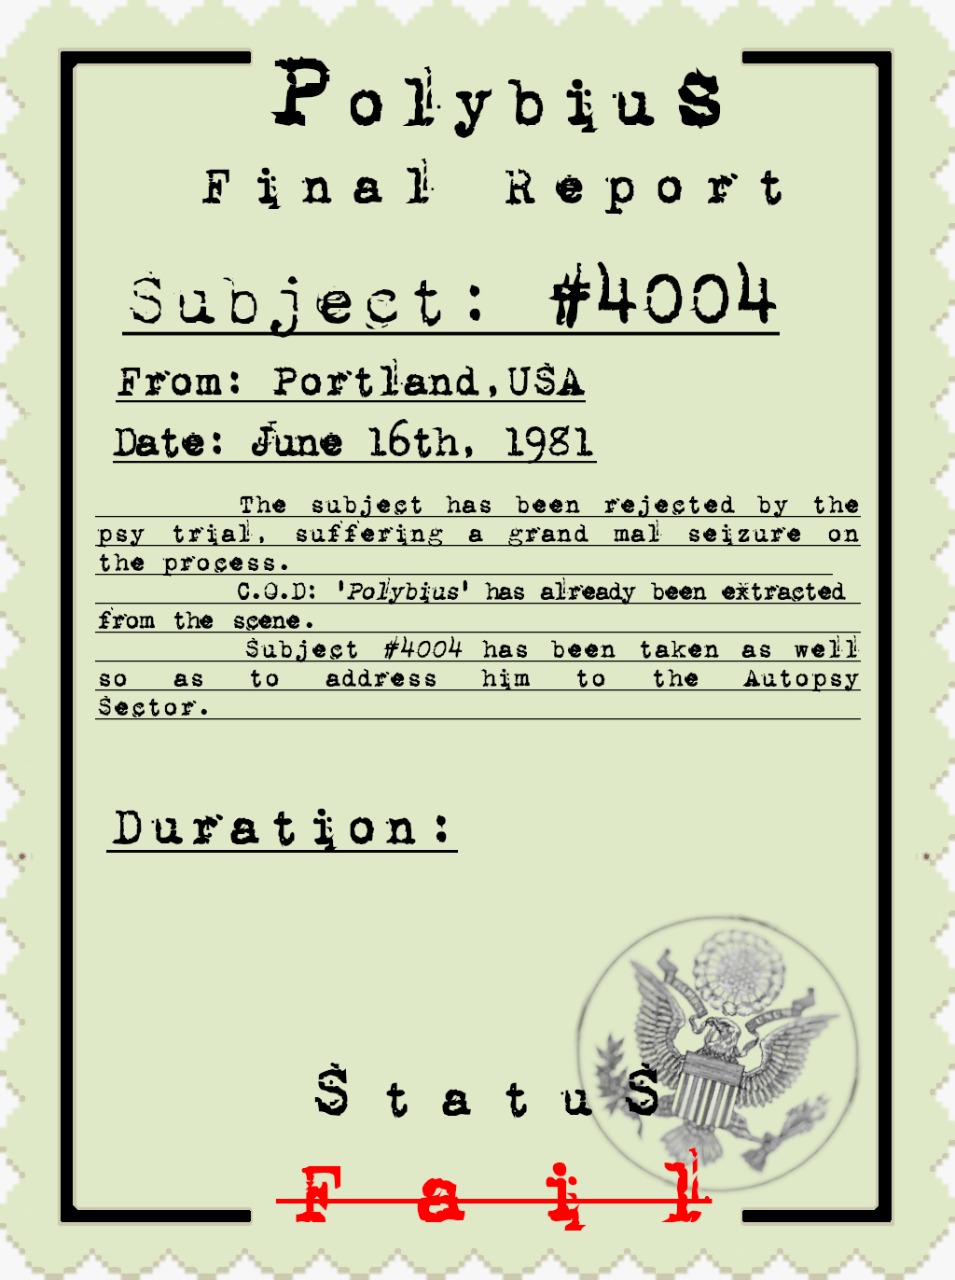 PolybiuS
Final Report
Subject: #4004
From: Portland,USA
Date: June 16th, 1981
The subject has been rejected by the
psy trial, suffering a grand mal seizure on
the process.
C.O.D: 'Polybius' has already been extracted
from the scene.
Subject #4004 has been taken as well
so as to address him to the Autopsy
Sector.
Duration:
StatuS
Fail